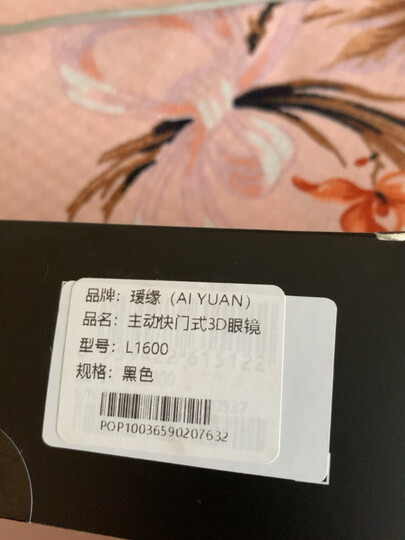 品牌：瑷缘（AI YUAN）
品名：主动快门式3D眼镜
型号：L1600
规格：黑色
POP10036590207632